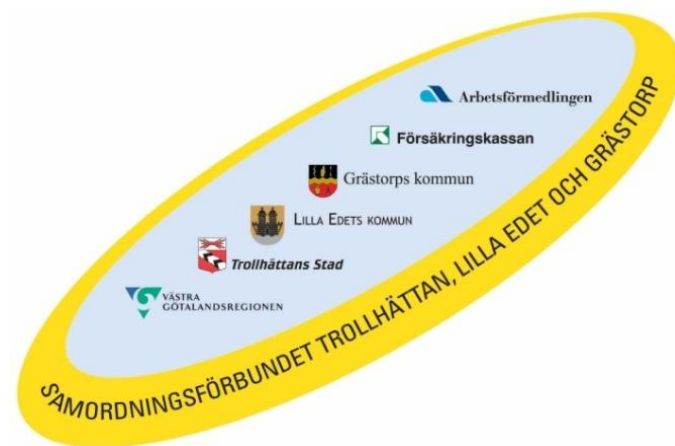 Arbetsförmedlingen
Försäkringskassan
Grästorps kommun
LILLA EDETS KOMMUN
Trollhättans Stad
VÄSTRA
GÖTALANDSREGIONEN
SAMORDNINGSFÖRBUNDET TROLLHÄTTAN, LILLA EDET OCH GRÄSTORP